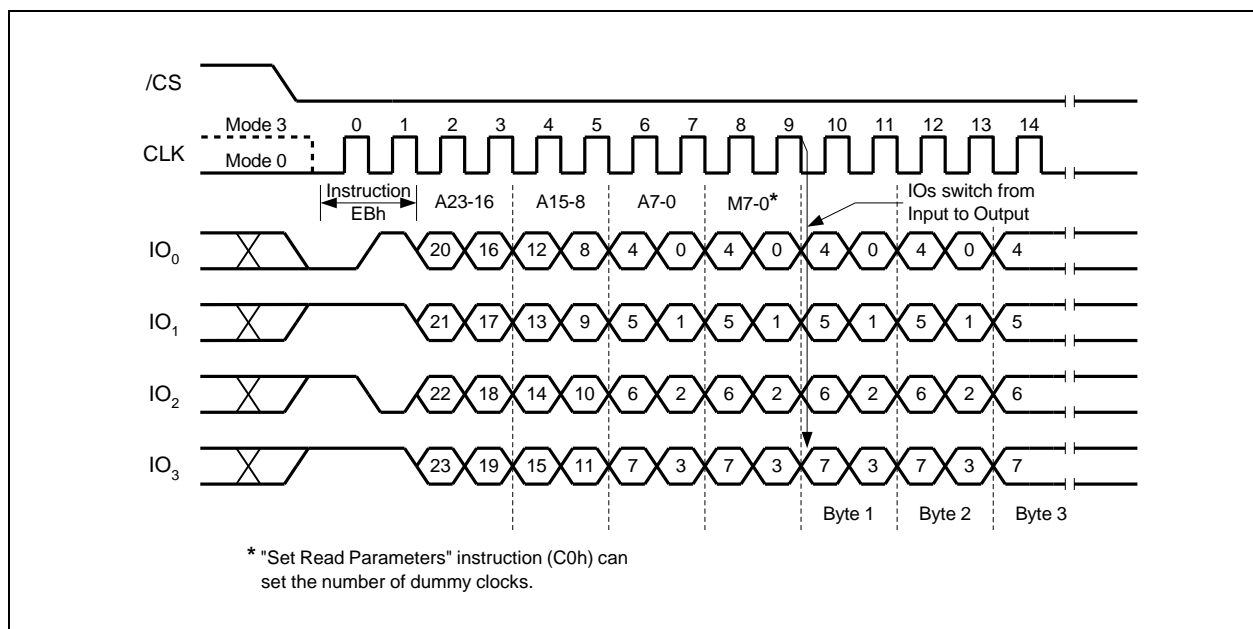 /CS
Mode 3 0 1 2 3 4 5 6 7 8 9 10 11 12 13 14
CLK
Mode 0
Instruction
EBh
A23-16 A15-8 A7-0 M7-0*
IOs switch from
Input to Output
IO0 20 16 12 8 4 0 4 0 4 0 4 0 4
IO1 21 17 13 9 5 1 5 1 5 1 5 1 5
IO2 22 18 14 10 6 2 6 2 6 2 6 2 6
IO3 23 19 15 11 7 3 7 3 7 3 7 3 7
Byte 1 Byte 2 Byte 3
* "Set Read Parameters" instruction (C0h) can
set the number of dummy clocks.